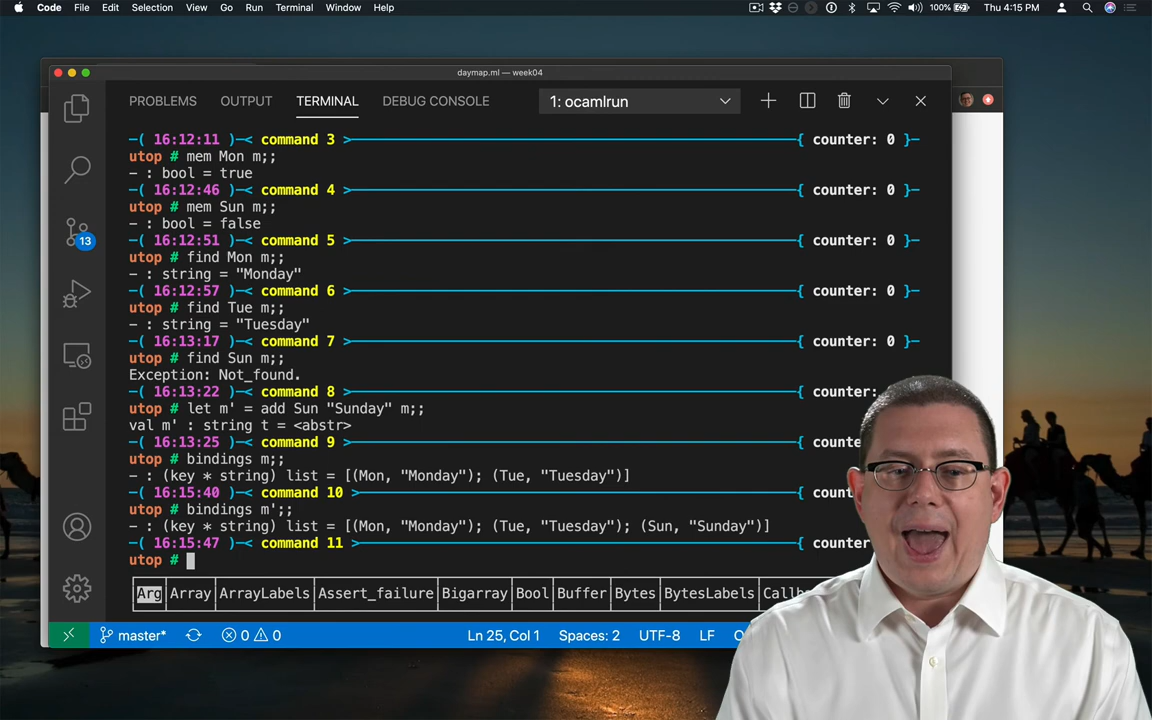 Code File Edit Selection View Go Run Terminal Window Help 100% Thu 4:15 PM
daymap.ml — week04
PROBLEMS OUTPUT TERMINAL DEBUG CONSOLE 1: ocamlrun
-( 16:12:11 )-< command 3 > { counter: 0 }-
utop # mem Mon m;;
- : bool = true
-( 16:12:46 )-< command 4 > { counter: 0 }-
utop # mem Sun m;;
- : bool = false
-( 16:12:51 )-< command 5 > { counter: 0 }-
utop # find Mon m;;
- : string = "Monday"
-( 16:12:57 )-< command 6 > { counter: 0 }-
utop # find Tue m;;
- : string = "Tuesday"
-( 16:13:17 )-< command 7 > { counter: 0 }-
utop # find Sun m;;
Exception: Not_found.
-( 16:13:22 )-< command 8 > { counter:
utop # let m' = add Sun "Sunday" m;;
val m' : string t = <abstr>
-( 16:13:25 )-< command 9 > { counte
utop # bindings m;;
- : (key * string) list = [(Mon, "Monday"); (Tue, "Tuesday")]
-( 16:15:40 )-< command 10 > { count
utop # bindings m';;
- : (key * string) list = [(Mon, "Monday"); (Tue, "Tuesday"); (Sun, "Sunday")]
-( 16:15:47 )-< command 11 > { counter
utop #
Arg Array ArrayLabels Assert_failure Bigarray Bool Buffer Bytes BytesLabels Callb
13
master* 0 0 Ln 25, Col 1 Spaces: 2 UTF-8 LF O